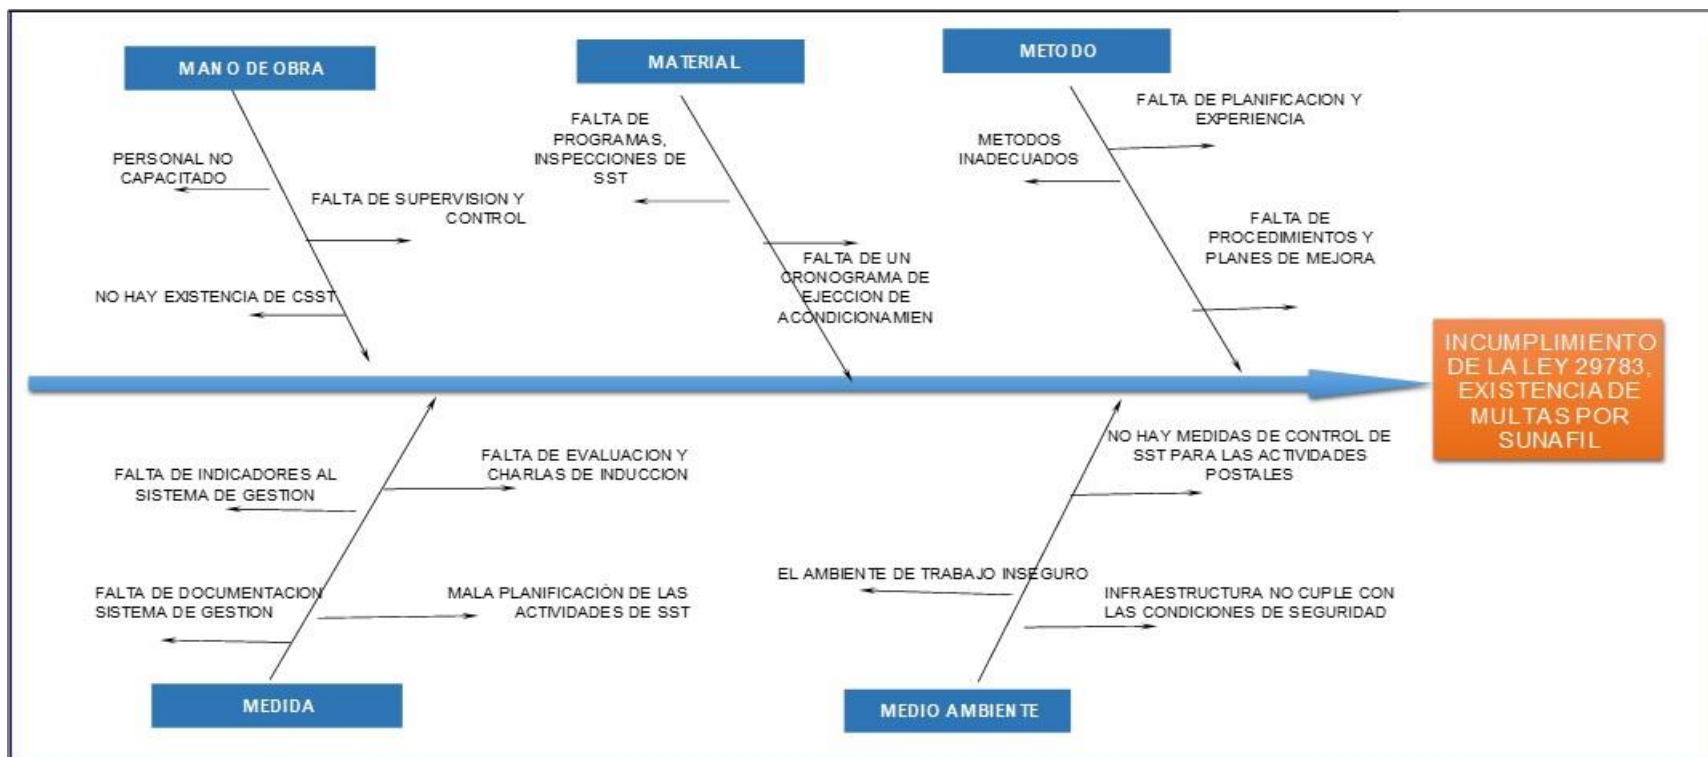 MANO DE OBRA
MATERIAL
METODO
PERSONAL NO
CAPACITADO
FALTA DE SUPERVISION Y
CONTROL
NO HAY EXISTENCIA DE CSST
FALTA DE
PROGRAMAS,
INSPECCIONES DE
SST
FALTA DE UN
CRONOGRAMA DE
EJECCION DE
ACONDICIONAMIEN
FALTA DE PLANIFICACION Y
EXPERIENCIA
METODOS
INADECUADOS
FALTA DE
PROCEDIMIENTOS Y
PLANES DE MEJORA
INCUMPLIMIENTO
DE LA LEY 29783,
EXISTENCIA DE
MULTAS POR
SUNAFIL
FALTA DE INDICADORES AL
SISTEMA DE GESTION
FALTA DE EVALUACION Y
CHARLAS DE INDUCCION
FALTA DE DOCUMENTACION
SISTEMA DE GESTION
MALA PLANIFICACIÓN DE LAS
ACTIVIDADES DE SST
NO HAY MEDIDAS DE CONTROL DE
SST PARA LAS ACTIVIDADES
POSTALES
EL AMBIENTE DE TRABAJO INSEGURO
INFRAESTRUCTURA NO CUPLE CON
LAS CONDICIONES DE SEGURIDAD
MEDIDA
MEDIO AMBIENTE